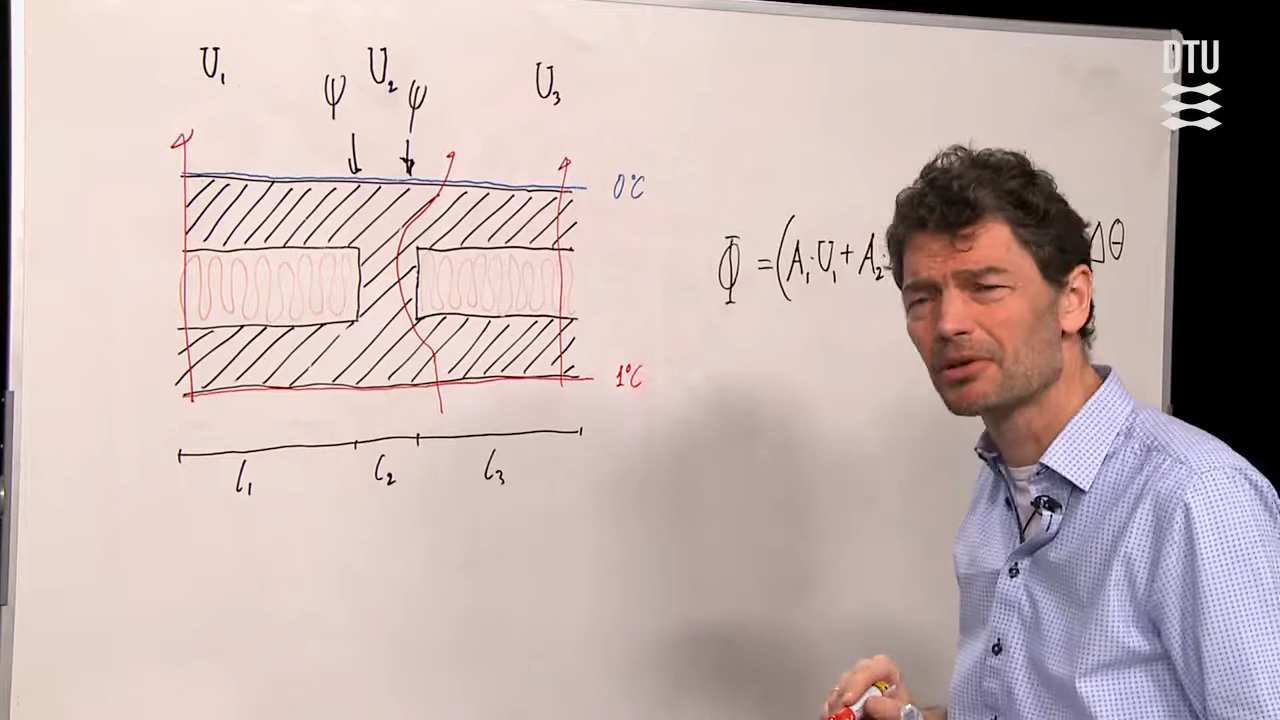 DTU
U₁ U₂ U₃
ψ ψ
0°C
Φ = (A₁·U₁ + A₂· Δθ
1°C
l₁ l₂ l₃